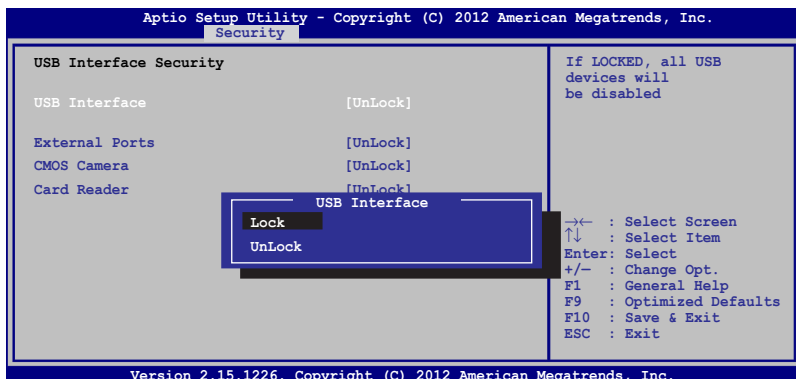 Aptio Setup Utility - Copyright (C) 2012 American Megatrends, Inc.
Security
USB Interface Security
USB Interface [UnLock]
External Ports [UnLock]
CMOS Camera [UnLock]
Card Reader [UnLock]
USB Interface
Lock
UnLock
If LOCKED, all USB
devices will
be disabled
→← : Select Screen
↑↓ : Select Item
Enter: Select
+/— : Change Opt.
F1 : General Help
F9 : Optimized Defaults
F10 : Save & Exit
ESC : Exit
Version 2.15.1226. Copyright (C) 2012 American Megatrends, Inc.